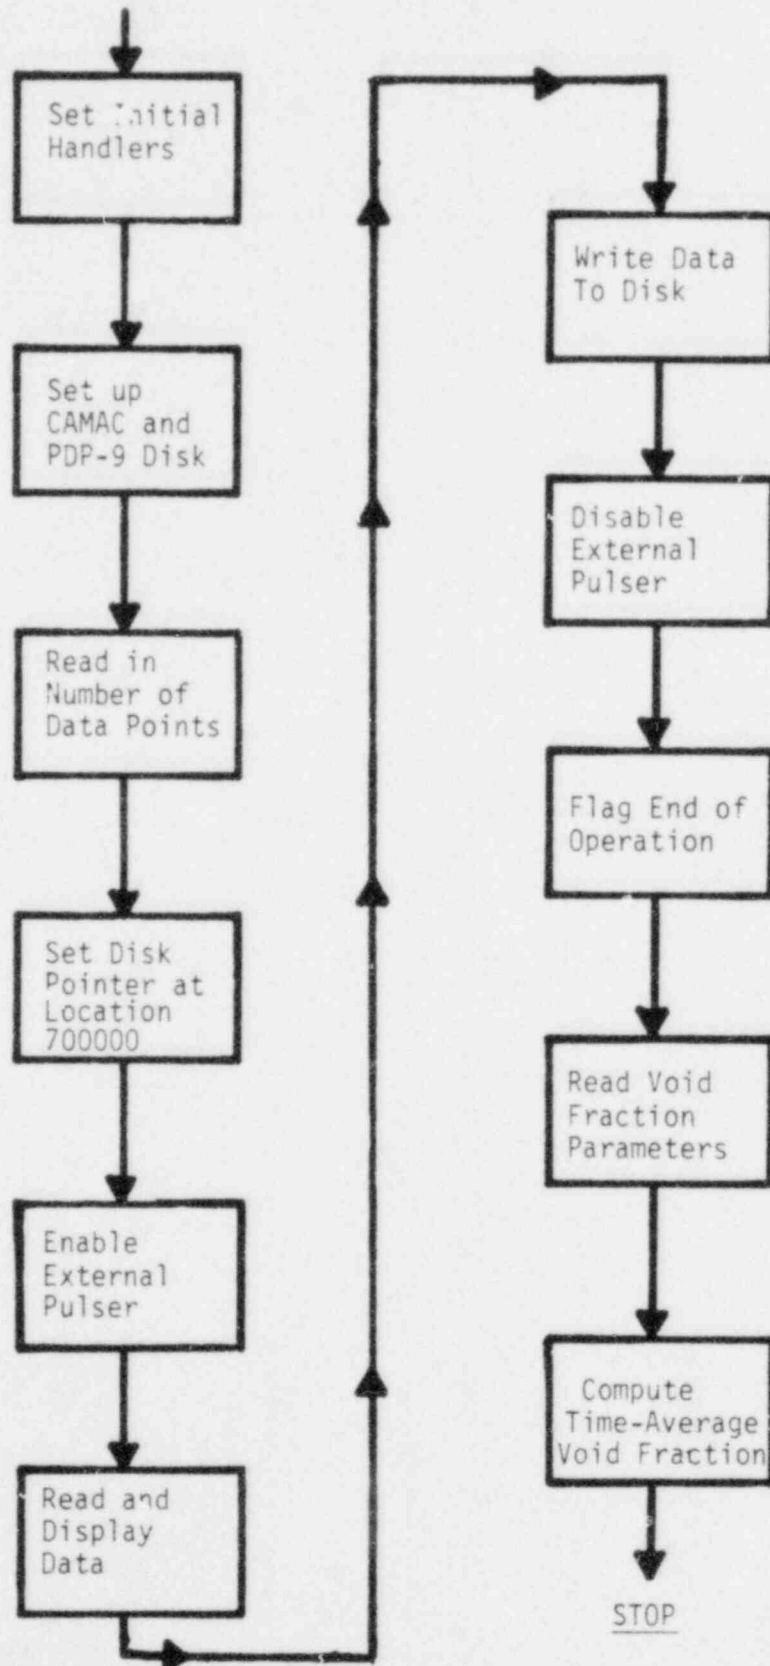 Set Initial
Handlers
Set up
CAMAC and
PDP-9 Disk
Read in
Number of
Data Points
Set Disk
Pointer at
Location
700000
Enable
External
Pulser
Read and
Display
Data
Write Data
To Disk
Disable
External
Pulser
Flag End of
Operation
Read Void
Fraction
Parameters
Compute
Time-Average
Void Fraction
STOP